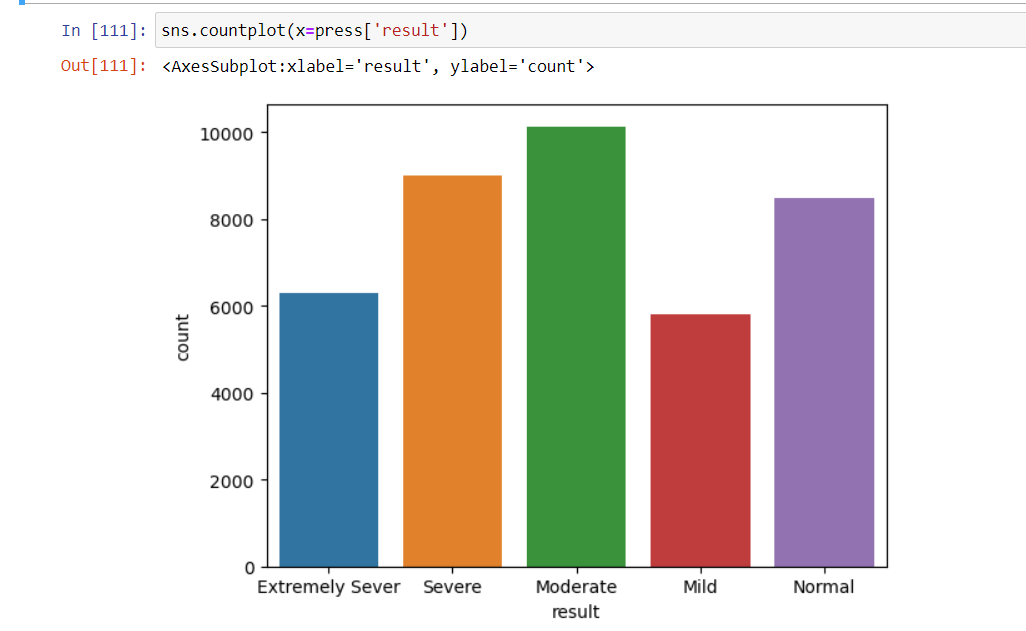 In [111]: sns.countplot(x=press['result'])
Out[111]: <AxesSubplot:xlabel='result', ylabel='count'>
10000
8000
6000
4000
2000
0
count
Extremely Sever Severe Moderate Mild Normal
result